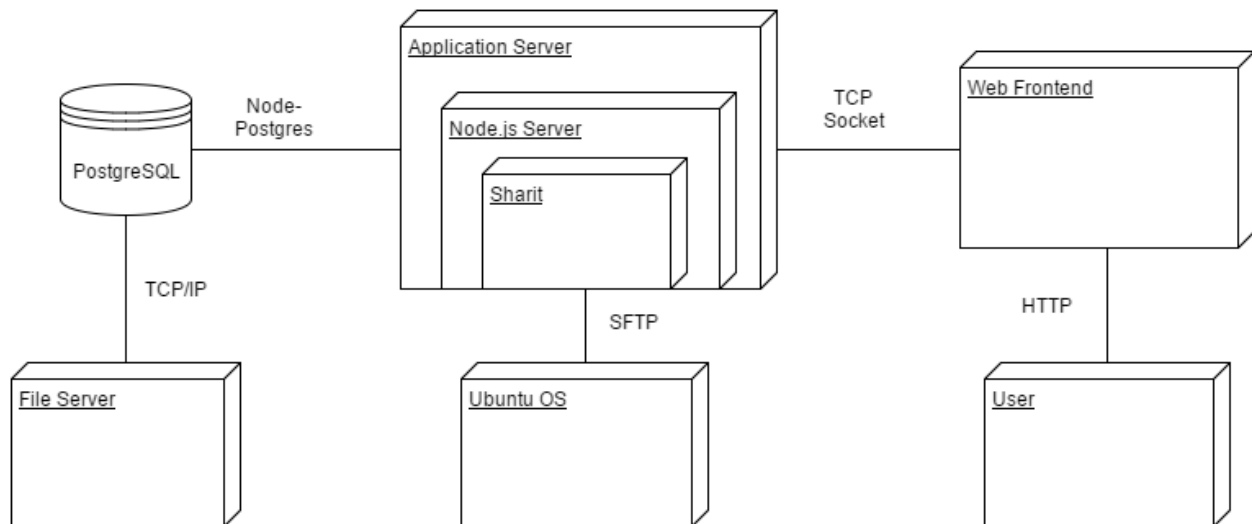 Application Server
Web Frontend
Node-
Postgres
TCP
Socket
Node.js Server
PostgreSQL
Sharit
TCP/IP
SFTP
HTTP
File Server
Ubuntu OS
User